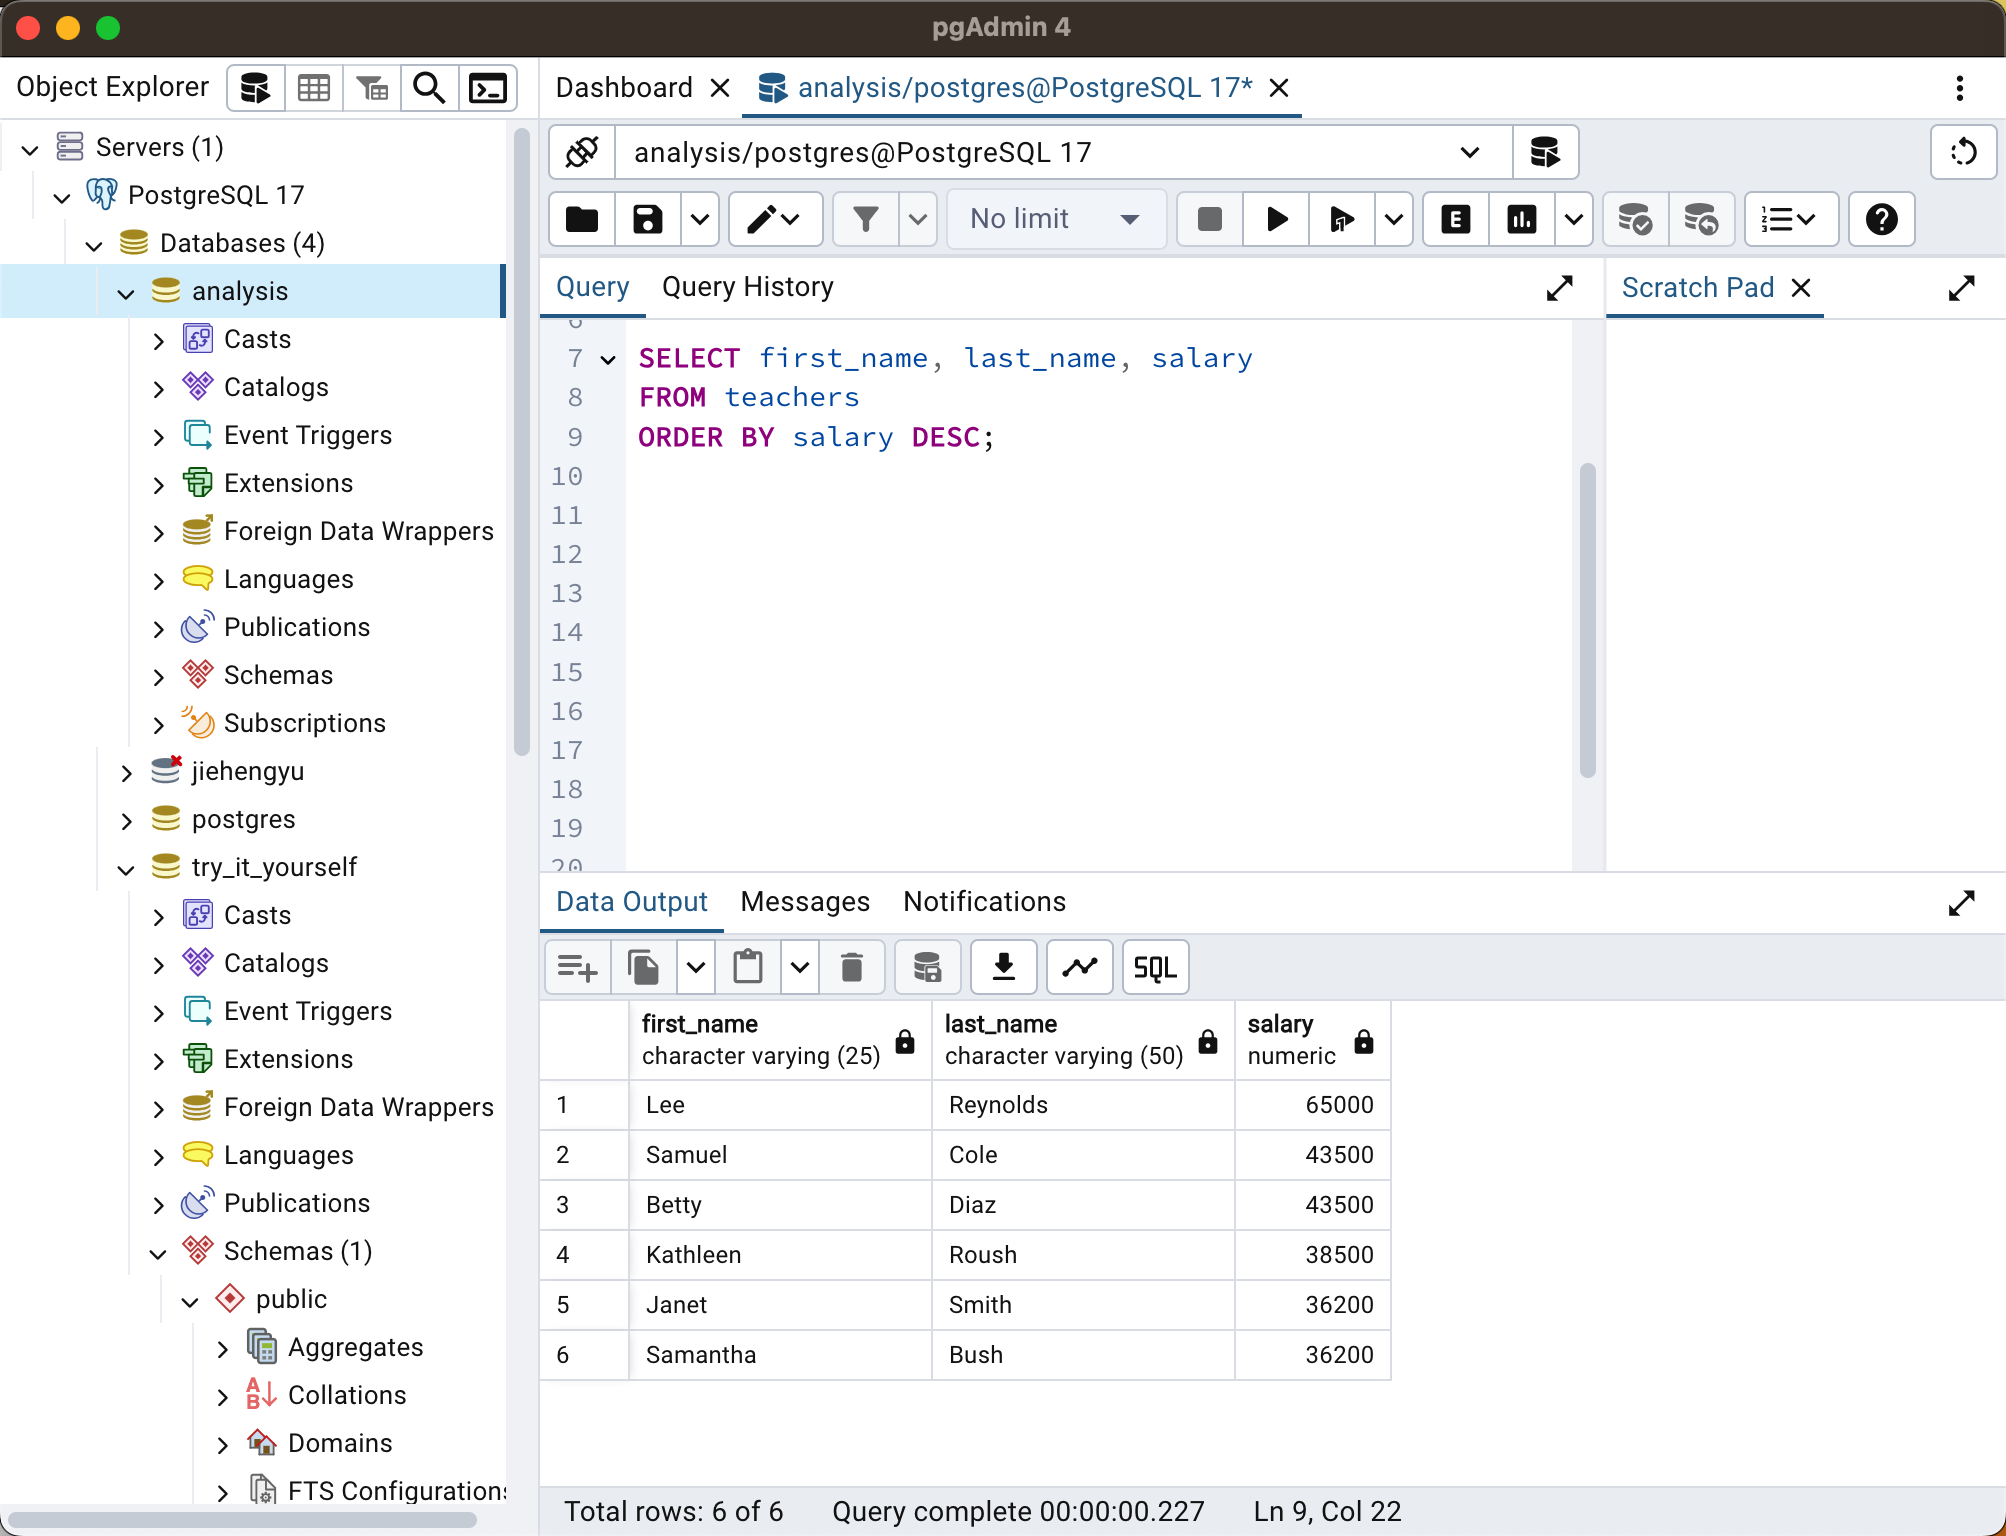 pgAdmin 4
Object Explorer
Servers (1)
PostgreSQL 17
Databases (4)
analysis
Casts
Catalogs
Event Triggers
Extensions
Foreign Data Wrappers
Languages
Publications
Schemas
Subscriptions
jiehengyu
postgres
try_it_yourself
Casts
Catalogs
Event Triggers
Extensions
Foreign Data Wrappers
Languages
Publications
Schemas (1)
public
Aggregates
Collations
Domains
FTS Configurations
Dashboard analysis/postgres@PostgreSQL 17*
analysis/postgres@PostgreSQL 17
No limit E
Query Query History
Scratch Pad
6
7 SELECT first_name, last_name, salary
8 FROM teachers
9 ORDER BY salary DESC;
10
11
12
13
14
15
16
17
18
19
20
Data Output Messages Notifications
SQL
first_name last_name salary
character varying (25) character varying (50) numeric
1 Lee Reynolds 65000
2 Samuel Cole 43500
3 Betty Diaz 43500
4 Kathleen Roush 38500
5 Janet Smith 36200
6 Samantha Bush 36200
Total rows: 6 of 6 Query complete 00:00:00.227 Ln 9, Col 22